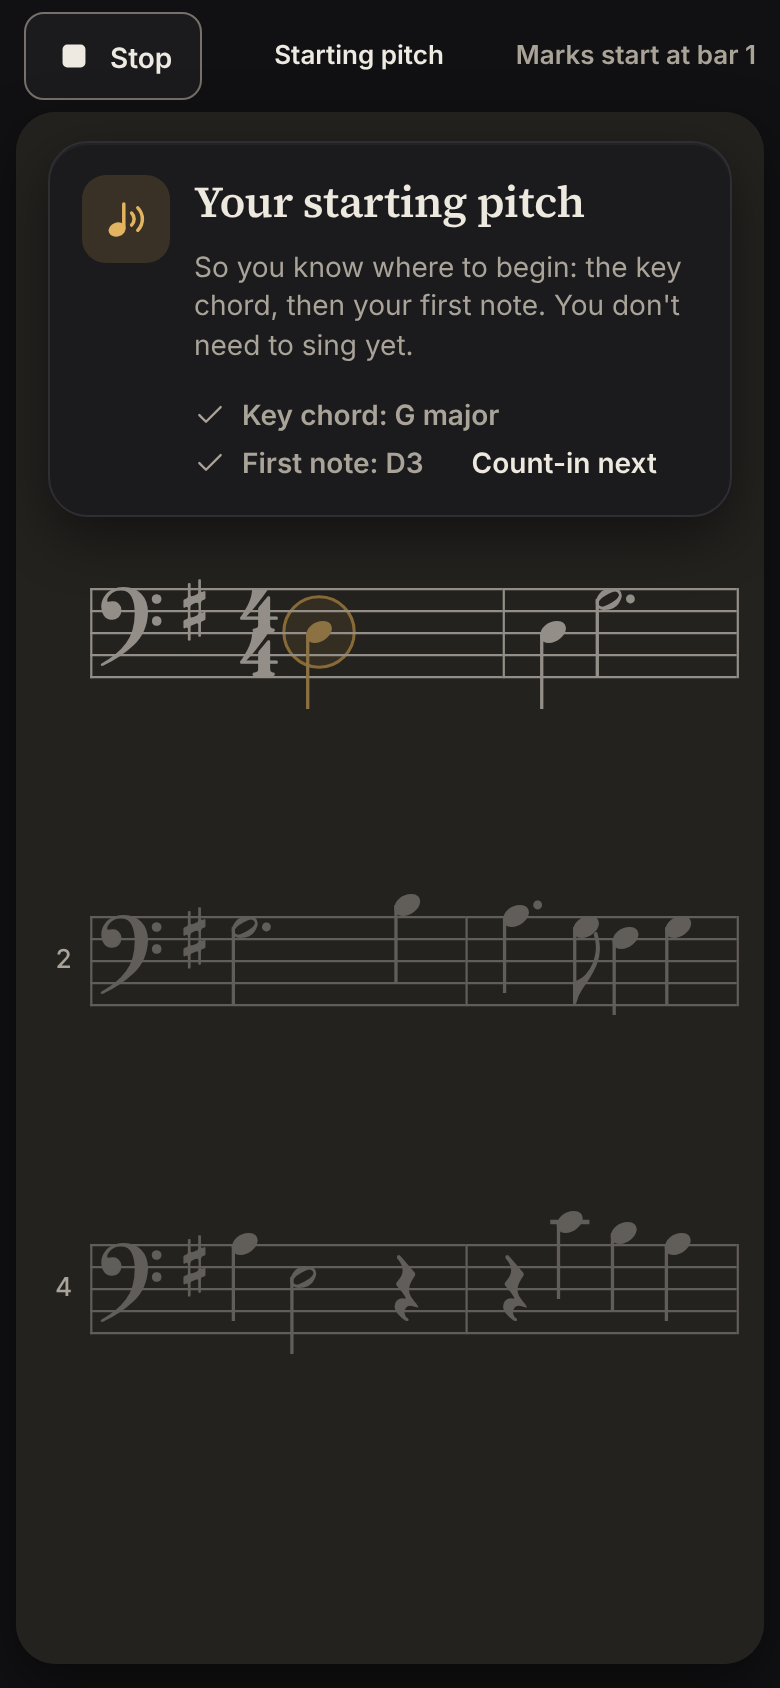 Stop
Starting pitch
Marks start at bar 1
Your starting pitch
So you know where to begin: the key
chord, then your first note. You don't
need to sing yet.
Key chord: G major
First note: D3
Count-in next
4
4
2
4